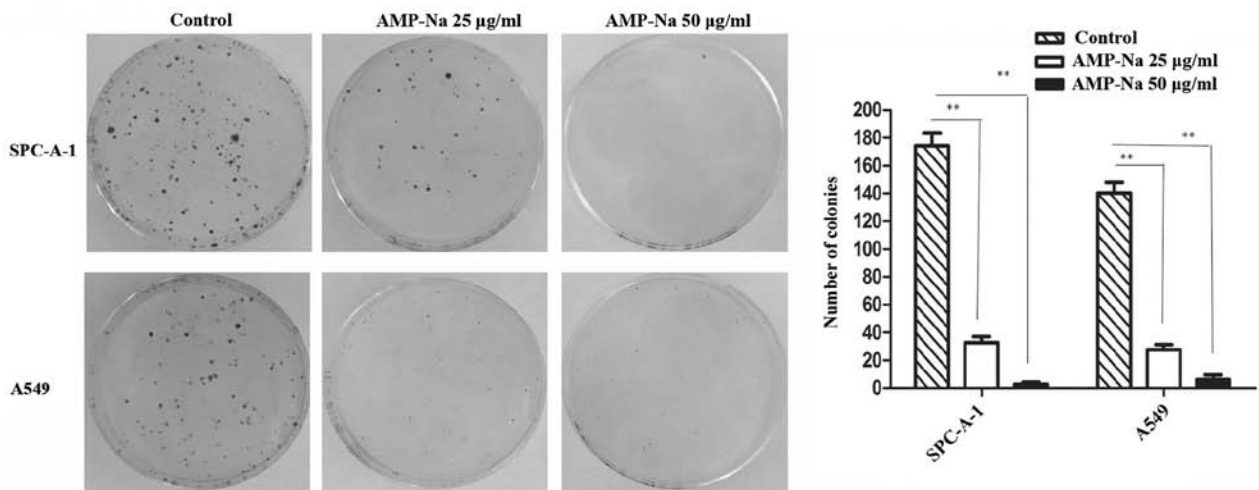 Control
AMP-Na 25 µg/ml
AMP-Na 50 µg/ml
SPC-A-1
A549
Control
AMP-Na 25 µg/ml
AMP-Na 50 µg/ml
**
**
**
**
Number of colonies
200
180
160
140
120
100
80
60
40
20
0
SPC-A-1
A549